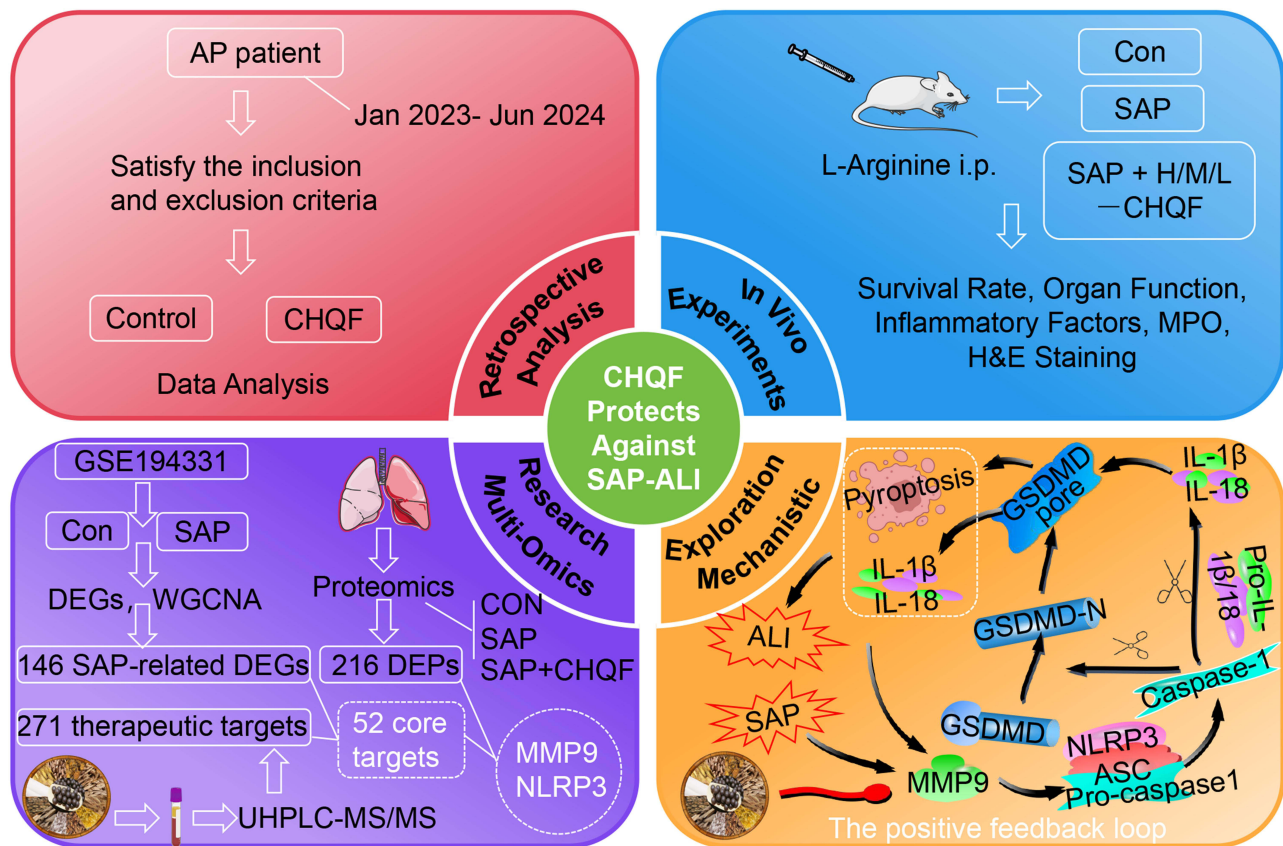 AP patient
Jan 2023- Jun 2024
Satisfy the inclusion
and exclusion criteria
Control
CHQF
Data Analysis
Retrospective
Analysis
L-Arginine i.p.
Con
SAP
SAP + H/M/L
—CHQF
Survival Rate, Organ Function,
Inflammatory Factors, MPO,
H&E Staining
In Vivo
Experiments
CHQF
Protects
Against
SAP-ALI
GSE194331
Con
SAP
DEGs, WGCNA
146 SAP-related DEGs
271 therapeutic targets
52 core
targets
UHPLC-MS/MS
Proteomics
CON
SAP
SAP+CHQF
216 DEPs
MMP9
NLRP3
Research
Multi-Omics
Exploration
Mechanistic
Pyroptosis
IL-1β
IL-18
GSDMD
pore
IL-1β
IL-18
Pro-IL-
1β/18
GSDMD-N
Caspase-1
ALI
SAP
GSDMD
NLRP3
ASC
Pro-caspase1
MMP9
The positive feedback loop